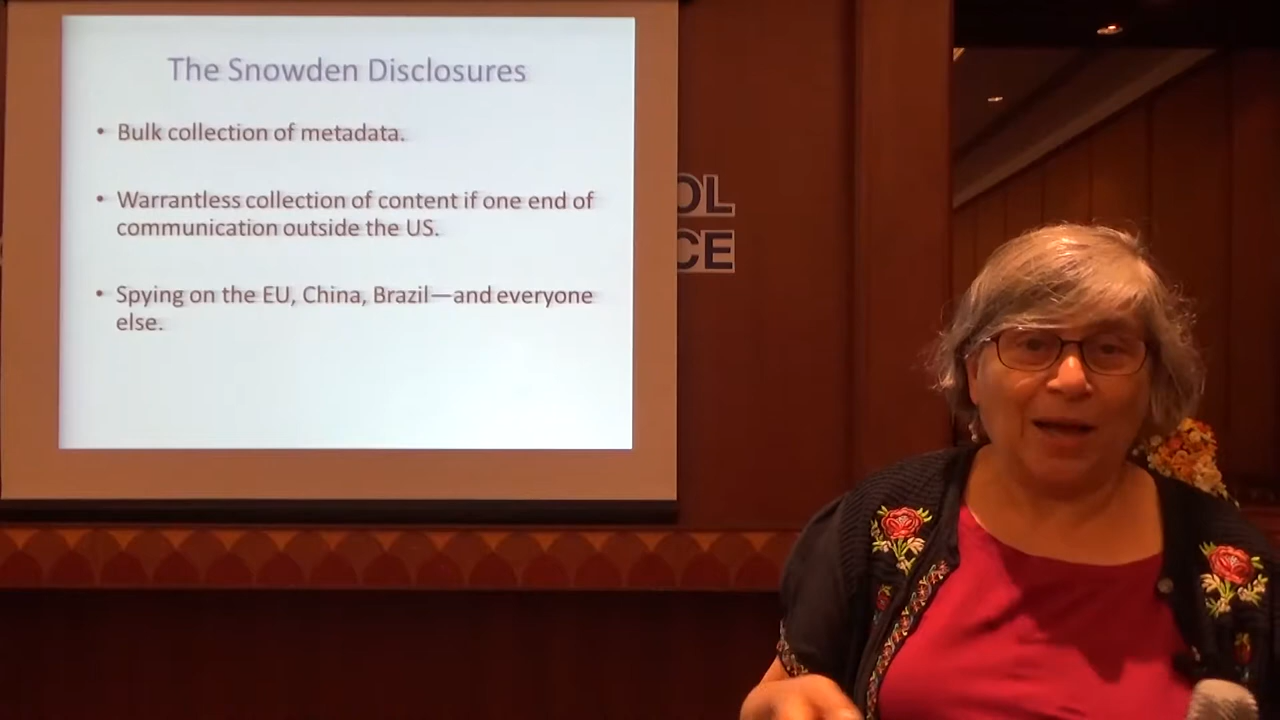 The Snowden Disclosures
• Bulk collection of metadata.
• Warrantless collection of content if one end of
communication outside the US.
• Spying on the EU, China, Brazil—and everyone
else.
OL
CE